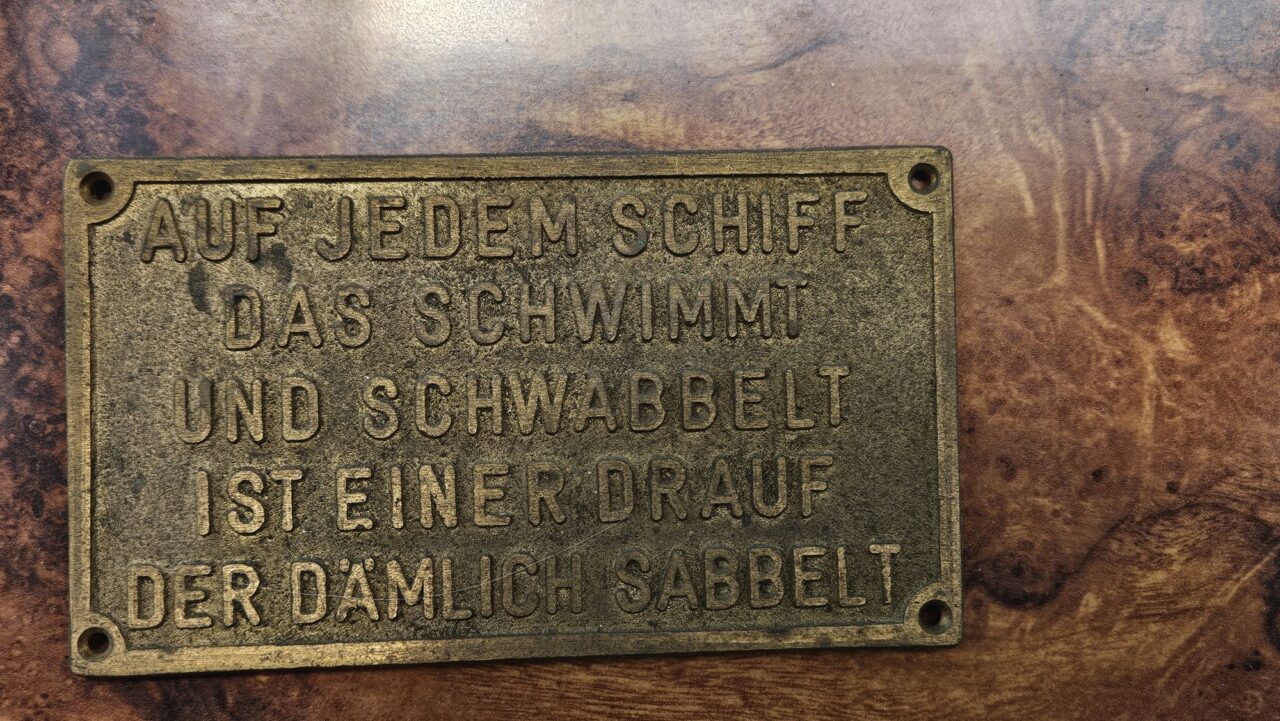 AUF JEDEM SCHIFF
DAS SCHWIMMT
UND SCHWABBELT
IST EINER DRAUF
DER DÄMLICH SABBELT